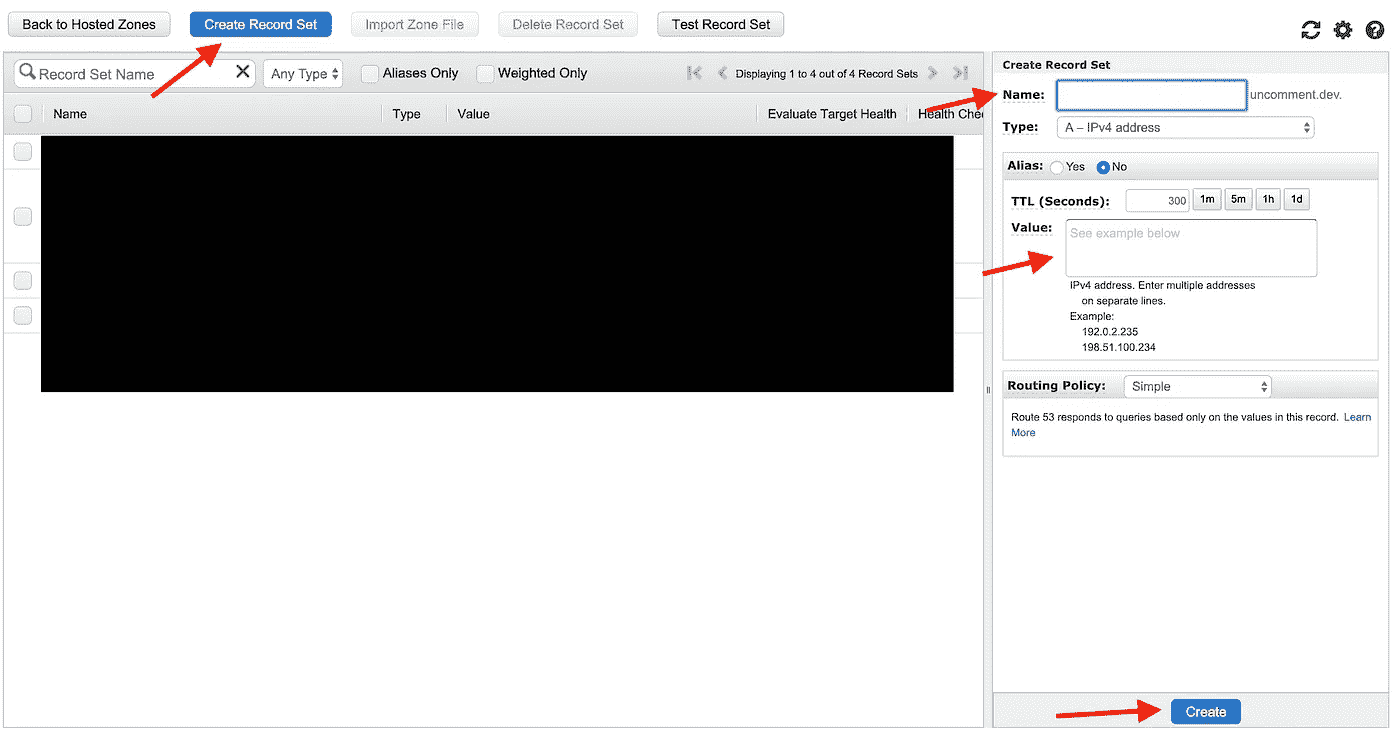 Back to Hosted Zones Create Record Set Import Zone File Delete Record Set Test Record Set
Record Set Name Any Type Aliases Only Weighted Only Displaying 1 to 4 out of 4 Record Sets
Name Type Value Evaluate Target Health Health Che
Create Record Set
Name: uncomment.dev.
Type: A – IPv4 address
Alias: Yes No
TTL (Seconds): 300 1m 5m 1h 1d
Value: See example below
IPv4 address. Enter multiple addresses
on separate lines.
Example:
192.0.2.235
198.51.100.234
Routing Policy: Simple
Route 53 responds to queries based only on the values in this record. Learn
More
Create